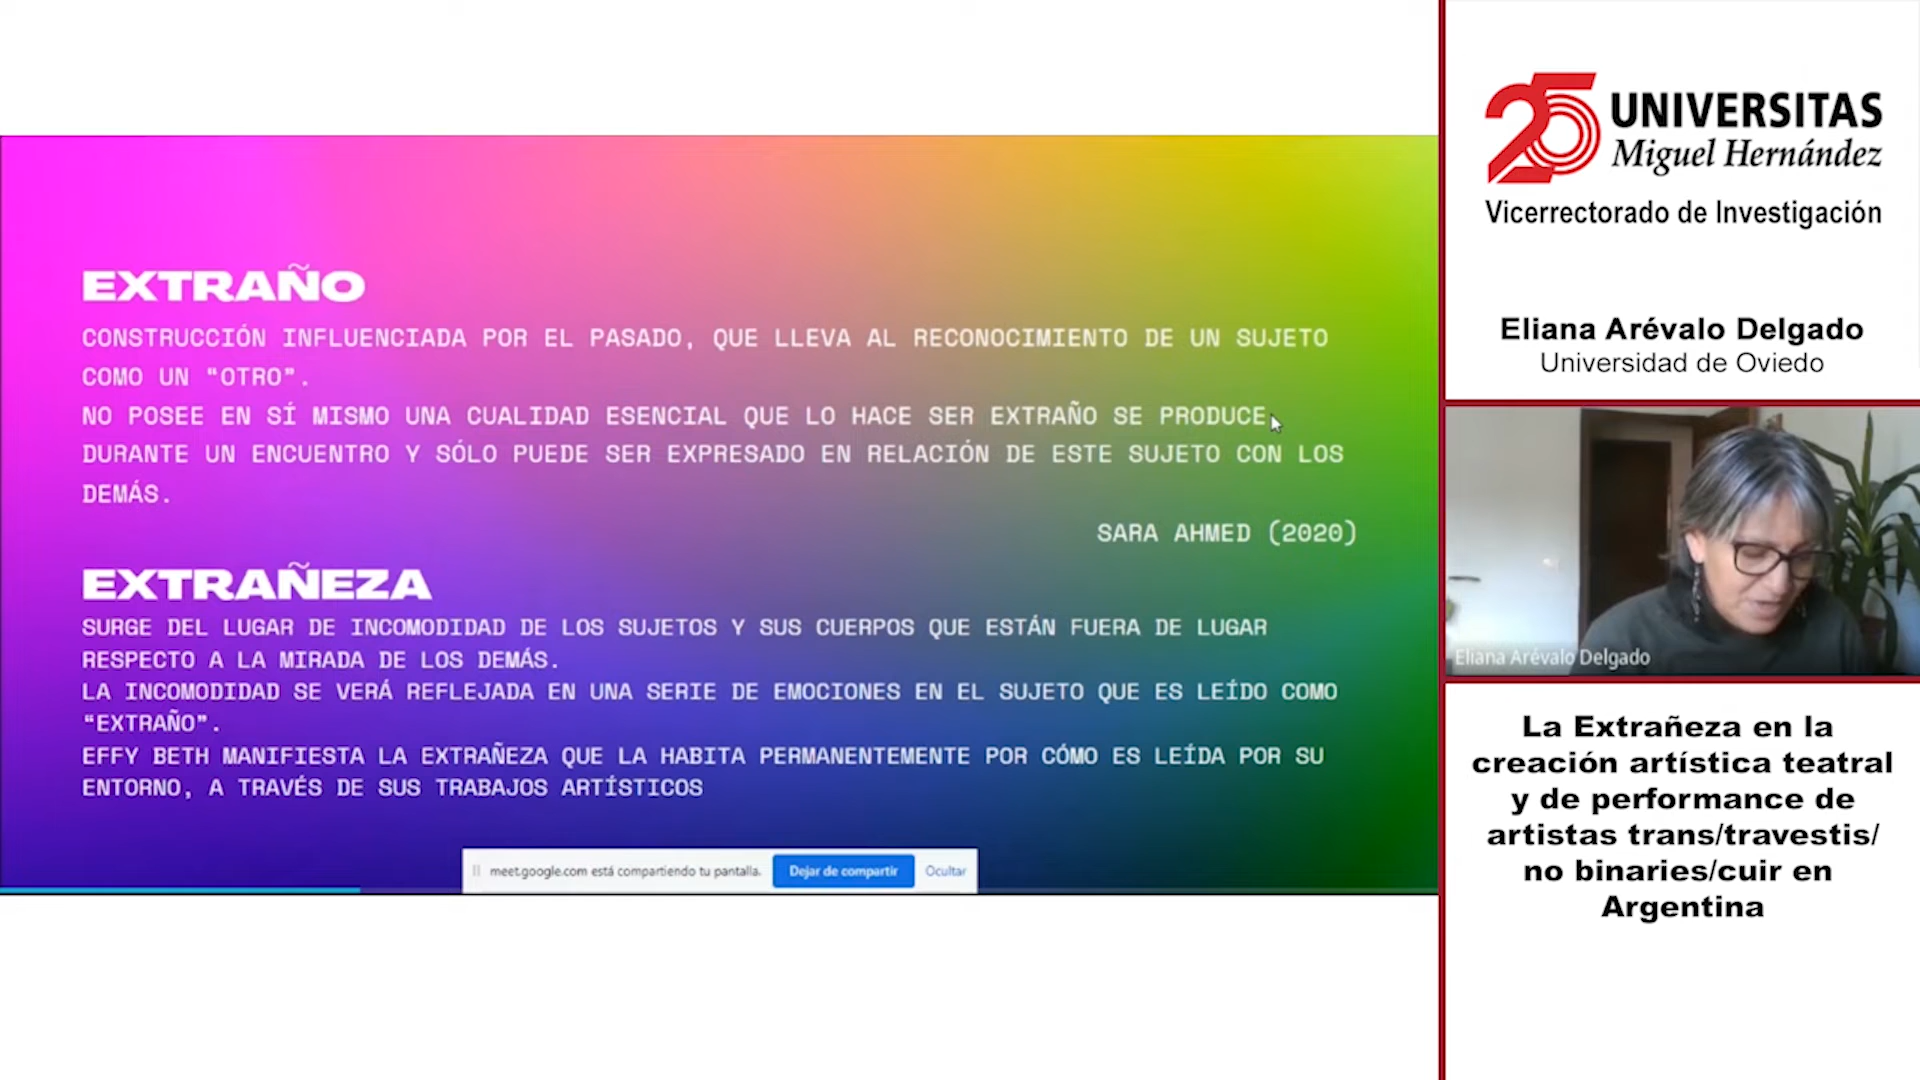 EXTRAÑO
CONSTRUCCIÓN INFLUENCIADA POR EL PASADO, QUE LLEVA AL RECONOCIMIENTO DE UN SUJETO
COMO UN "OTRO".
NO POSEE EN SÍ MISMO UNA CUALIDAD ESENCIAL QUE LO HACE SER EXTRAÑO SE PRODUCE
DURANTE UN ENCUENTRO Y SÓLO PUEDE SER EXPRESADO EN RELACIÓN DE ESTE SUJETO CON LOS
DEMÁS.
SARA AHMED (2020)
EXTRAÑEZA
SURGE DEL LUGAR DE INCOMODIDAD DE LOS SUJETOS Y SUS CUERPOS QUE ESTÁN FUERA DE LUGAR
RESPECTO A LA MIRADA DE LOS DEMÁS.
LA INCOMODIDAD SE VERÁ REFLEJADA EN UNA SERIE DE EMOCIONES EN EL SUJETO QUE ES LEÍDO COMO
"EXTRAÑO".
EFFY BETH MANIFIESTA LA EXTRAÑEZA QUE LA HABITA PERMANENTEMENTE POR CÓMO ES LEÍDA POR SU
ENTORNO, A TRAVÉS DE SUS TRABAJOS ARTÍSTICOS
meet.google.com está compartiendo tu pantalla.
Dejar de compartir
Ocultar
25 UNIVERSITAS
Miguel Hernández
Vicerrectorado de Investigación
Eliana Arévalo Delgado
Universidad de Oviedo
Eliana Arévalo Delgado
La Extrañeza en la
creación artística teatral
y de performance de
artistas trans/travestis/
no binaries/cuir en
Argentina